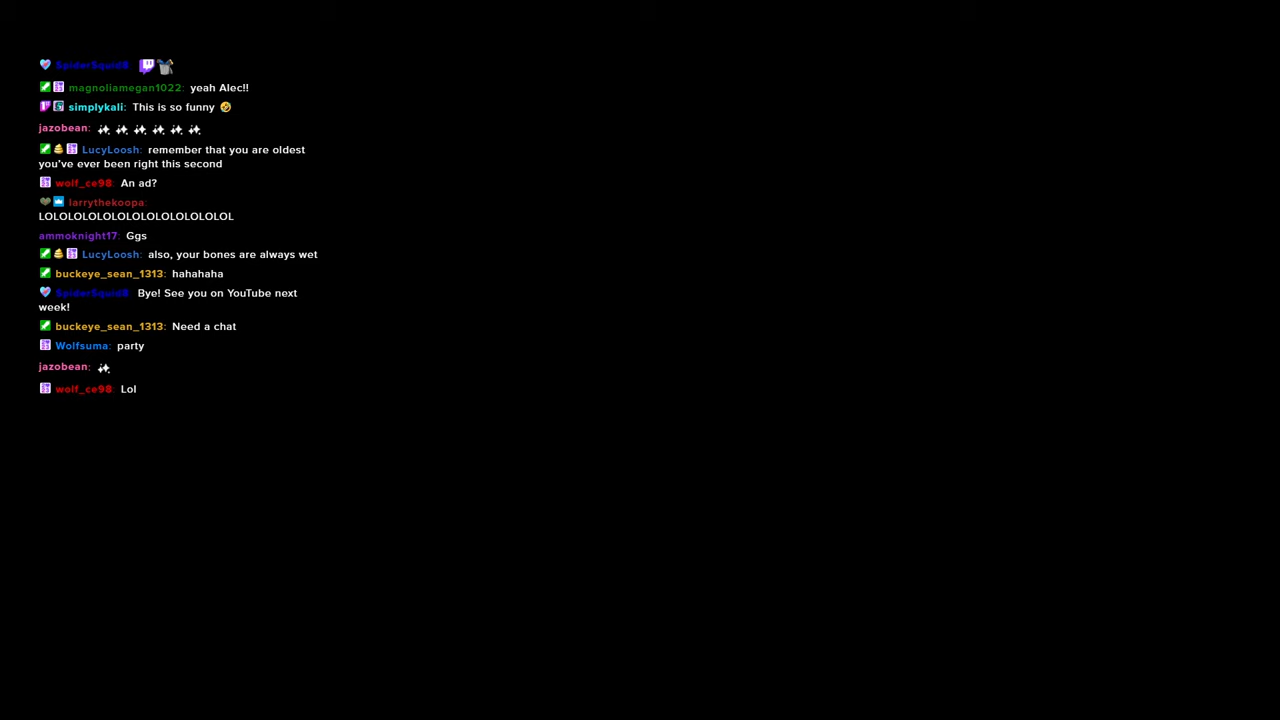 SpiderSquid8:
magnoliamegan1022: yeah Alec!!
simplykali: This is so funny 🤣
jazobean: ✨ ✨ ✨ ✨ ✨ ✨
LucyLoosh: remember that you are oldest
you've ever been right this second
wolf_ce98: An ad?
larrythekoopa:
LOLOLOLOLOLOLOLOLOLOLOLOLOL
ammoknight17: Ggs
LucyLoosh: also, your bones are always wet
buckeye_sean_1313: hahahaha
SpiderSquid8: Bye! See you on YouTube next
week!
buckeye_sean_1313: Need a chat
Wolfsuma: party
jazobean: ✨
wolf_ce98: Lol